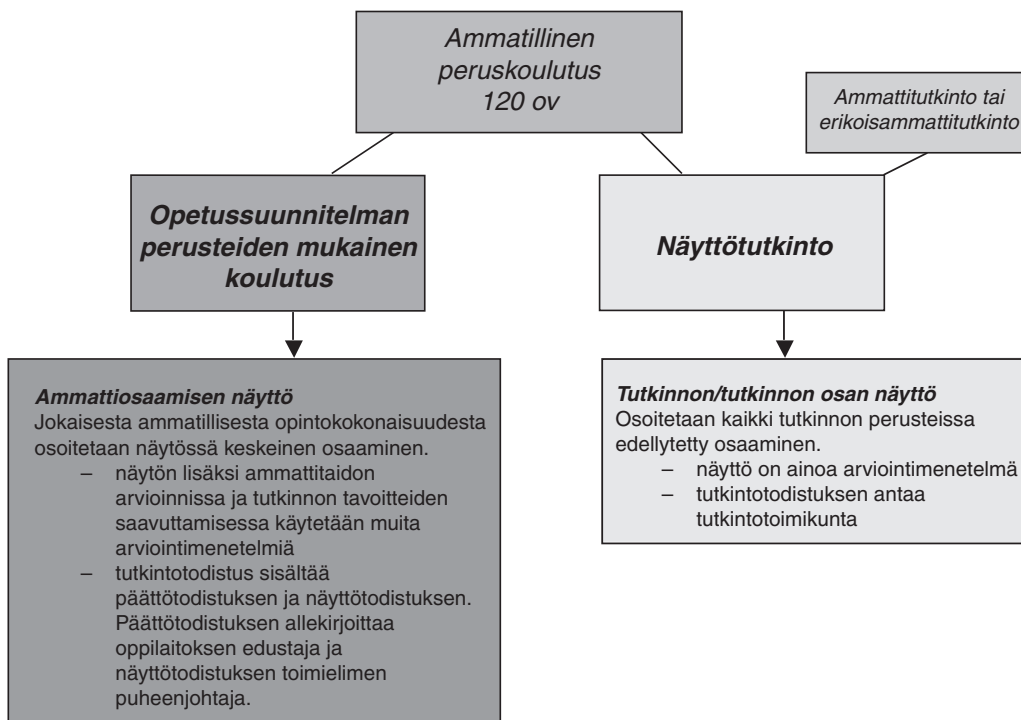 Ammatillinen
peruskoulutus
120 ov
Ammattitutkinto tai
erikoisammattitutkinto
Opetussuunnitelman
perusteiden mukainen
koulutus
Näyttötutkinto
Ammattiosaamisen näyttö
Jokaisesta ammatillisesta opintokokonaisuudesta
osoitetaan näytössä keskeinen osaaminen.
– näytön lisäksi ammattitaidon
arvioinnissa ja tutkinnon tavoitteiden
saavuttamisessa käytetään muita
arviointimenetelmiä
– tutkintotodistus sisältää
päättötodistuksen ja näyttötodistuksen.
Päättötodistuksen allekirjoittaa
oppilaitoksen edustaja ja
näyttötodistuksen toimielimen
puheenjohtaja.
Tutkinnon/tutkinnon osan näyttö
Osoitetaan kaikki tutkinnon perusteissa
edellytetty osaaminen.
– näyttö on ainoa arviointimenetelmä
– tutkintotodistuksen antaa
tutkintotoimikunta